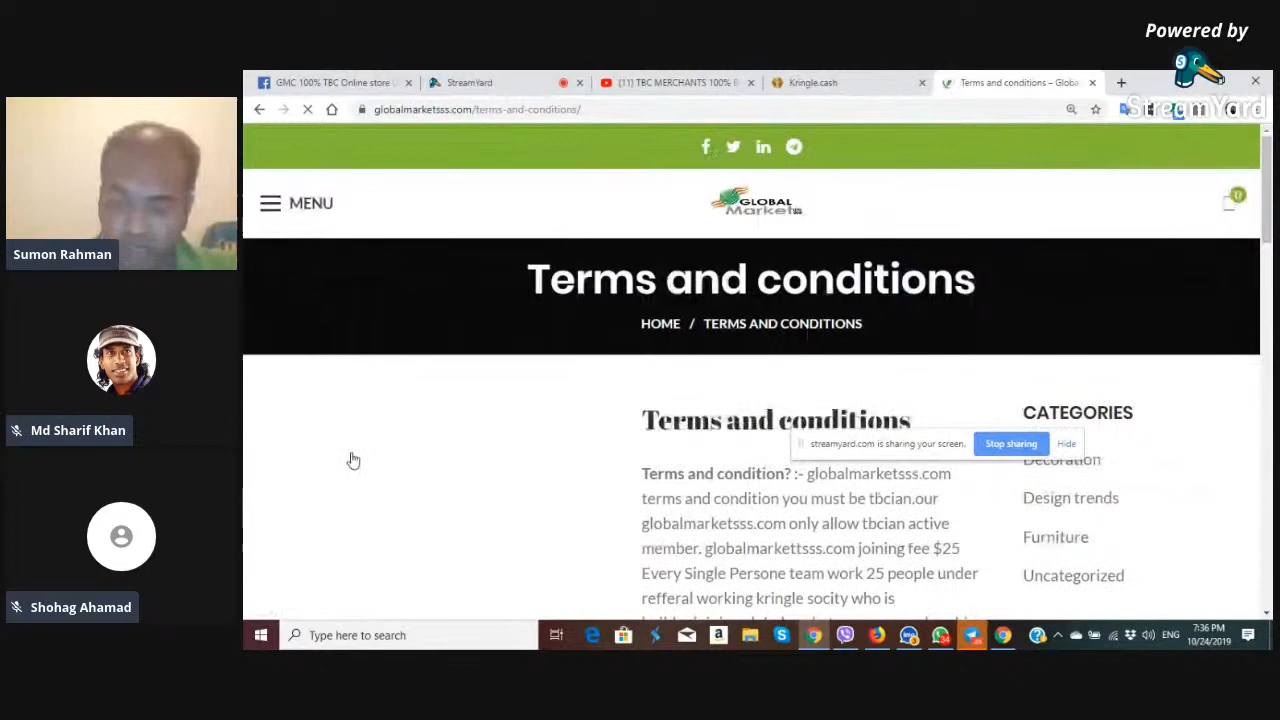 Powered by
StreamYard
GMC 100% TBC Online store
StreamYard
(11) TBC MERCHANTS 100%
Kringle.cash
Terms and conditions – Globa
globalmarketsss.com/terms-and-conditions/
MENU
GLOBAL
Market
0
Terms and conditions
HOME / TERMS AND CONDITIONS
Sumon Rahman
Md Sharif Khan
Shohag Ahamad
Terms and conditions
streamyard.com is sharing your screen.
Stop sharing
Hide
Terms and condition? :- globalmarketsss.com
terms and condition you must be tbcian.our
globalmarketsss.com only allow tbcian active
member. globalmarkettsss.com joining fee $25
Every Single Persone team work 25 people under
refferal working kringle socity who is
CATEGORIES
Decoration
Design trends
Furniture
Uncategorized
Type here to search
ENG
7:36 PM
10/24/2019